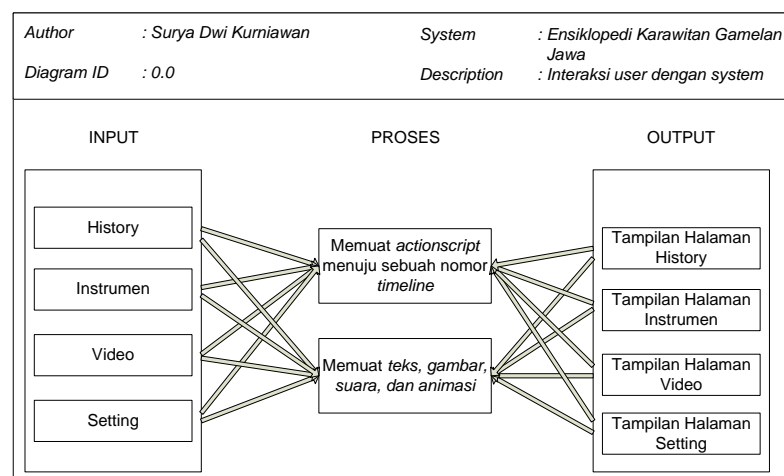 Author : Surya Dwi Kurniawan
System : Ensiklopedi Karawitan Gamelan
Jawa
Diagram ID : 0.0
Description : Interaksi user dengan system
INPUT
PROSES
OUTPUT
History
Instrumen
Video
Setting
Memuat actionscript
menuju sebuah nomor
timeline
Memuat teks, gambar,
suara, dan animasi
Tampilan Halaman
History
Tampilan Halaman
Instrumen
Tampilan Halaman
Video
Tampilan Halaman
Setting